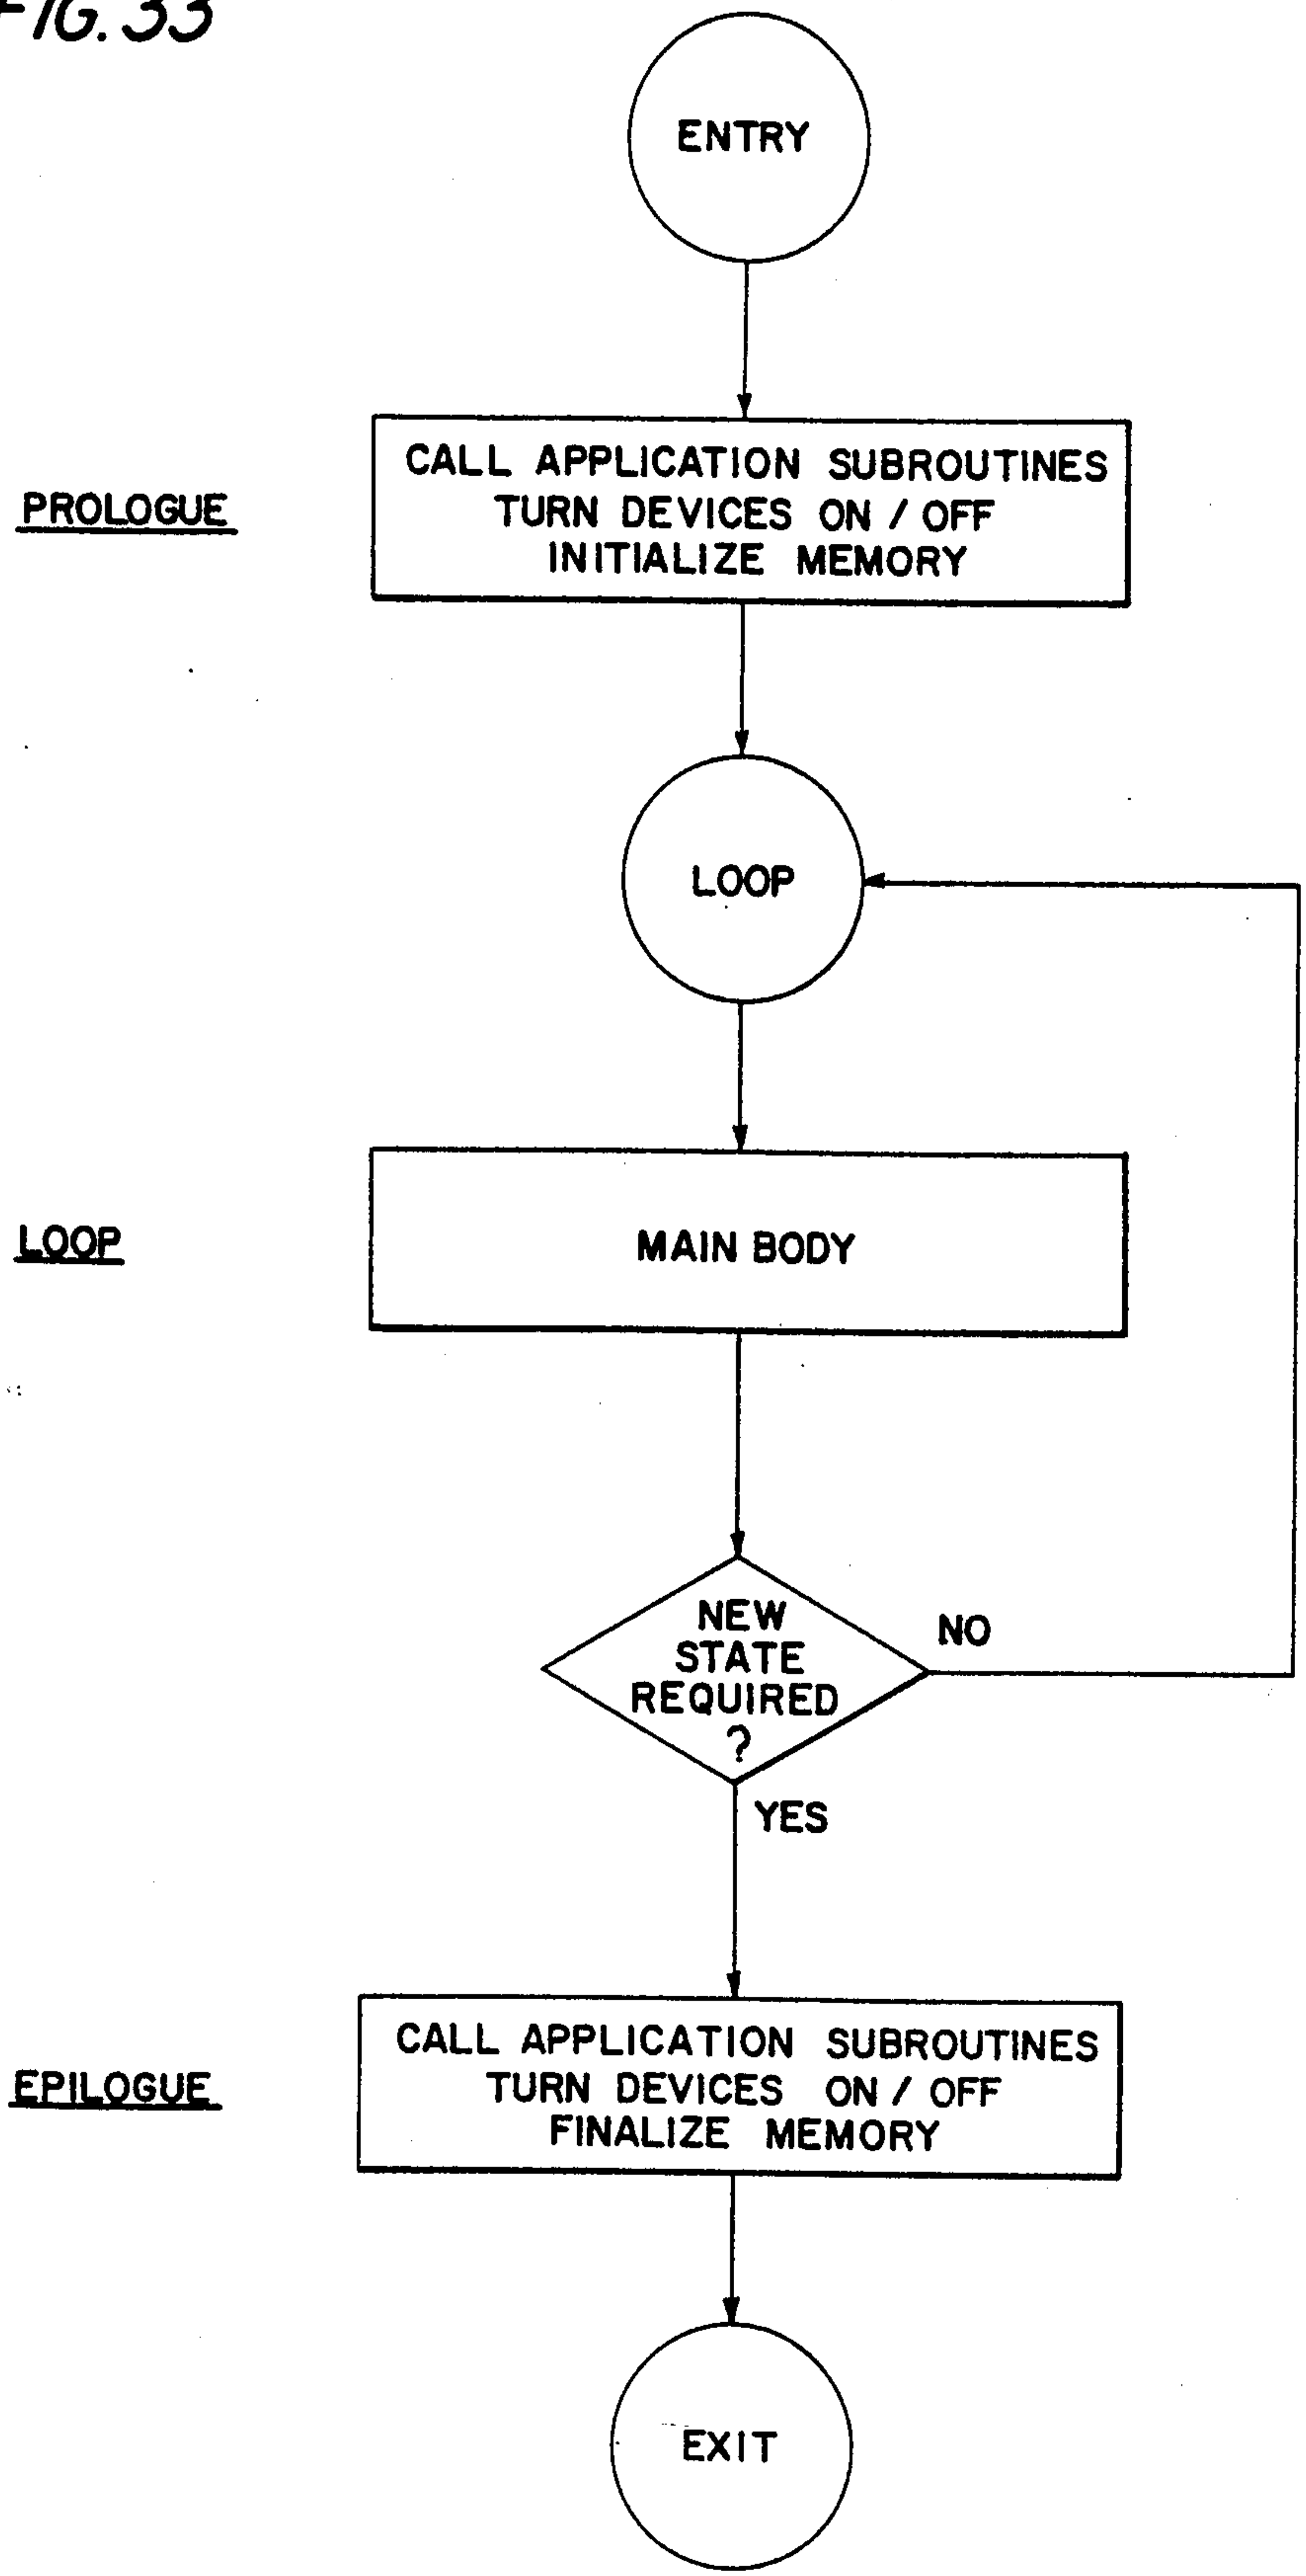 FIG. 33
ENTRY
PROLOGUE
CALL APPLICATION SUBROUTINES
TURN DEVICES ON / OFF
INITIALIZE MEMORY
LOOP
LOOP
MAIN BODY
NEW
STATE
REQUIRED
?
NO
YES
EPILOGUE
CALL APPLICATION SUBROUTINES
TURN DEVICES ON / OFF
FINALIZE MEMORY
EXIT